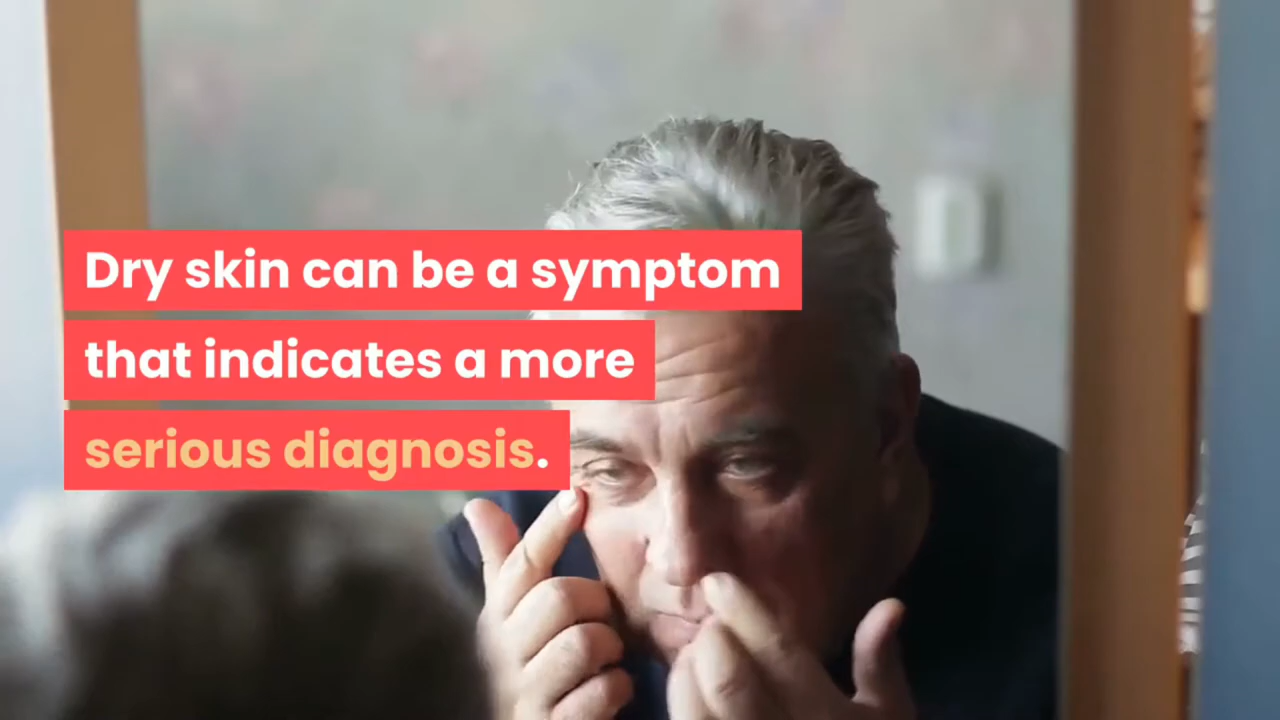 Dry skin can be a symptom
that indicates a more
serious diagnosis.